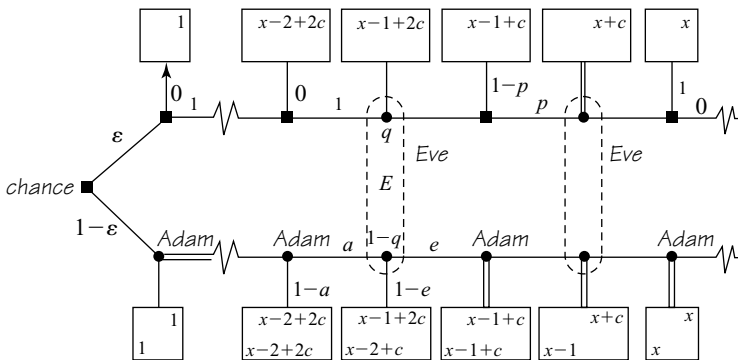 1
x−2+2c
x−1+2c
x−1+c
x+c
x
0
1
0
1
1−p
p
1
0
q
Eve
Eve
ε
E
chance
1−ε
Adam
Adam
a
1−q
e
Adam
Adam
1−a
1−e
1
1
x−2+2c
x−2+2c
x−1+2c
x−2+c
x−1+c
x−1+c
x+c
x−1
x
x